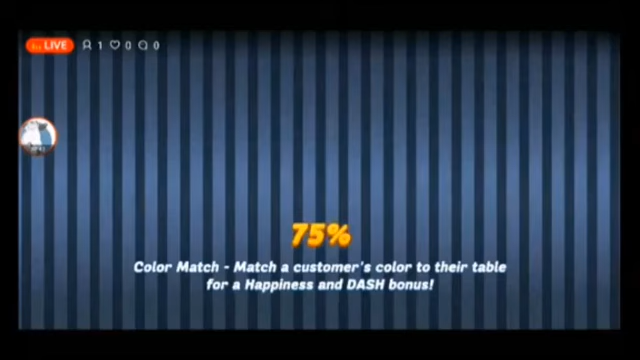 LIVE 1 0 0
75%
Color Match - Match a customer's color to their table
for a Happiness and DASH bonus!